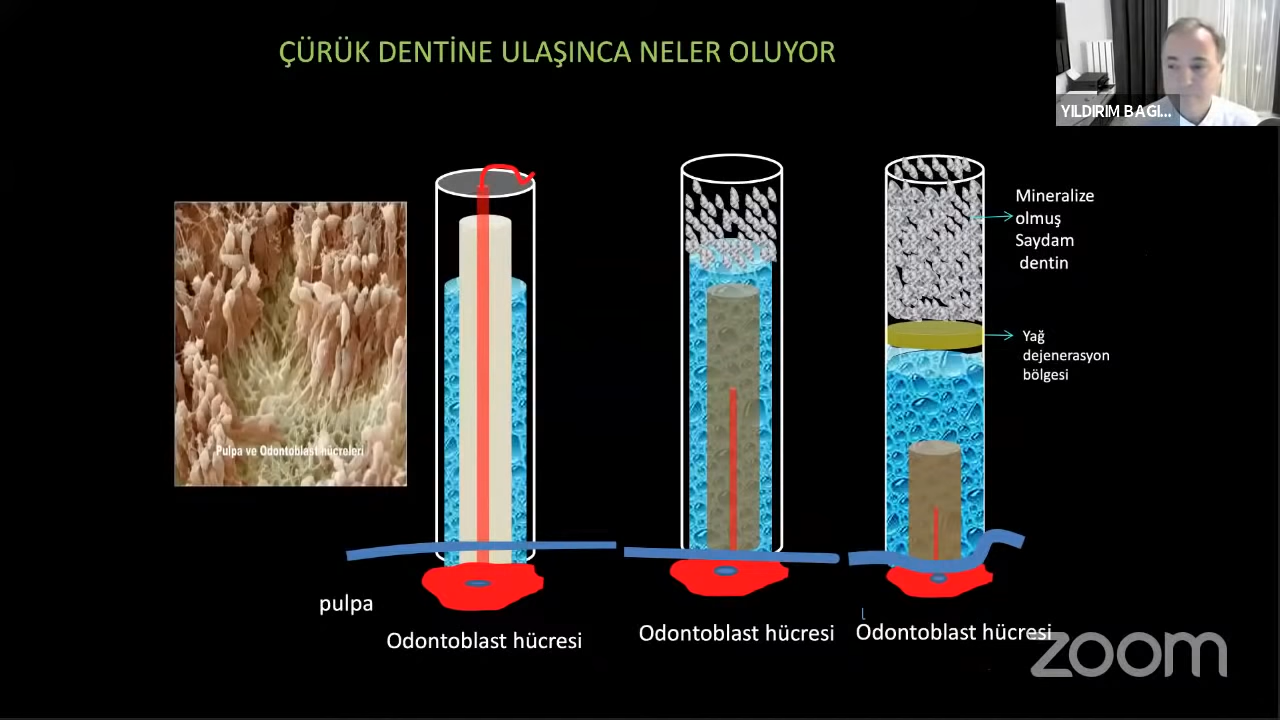 ÇÜRÜK DENTİNE ULAŞINCA NELER OLUYOR
YILDIRIM BAGI...
Mineralize
olmuş
Saydam
dentin
Yağ
dejenerasyon
bölgesi
Pulpa ve Odontoblast hücreleri
pulpa
Odontoblast hücresi
Odontoblast hücresi
Odontoblast hücresi
zoom